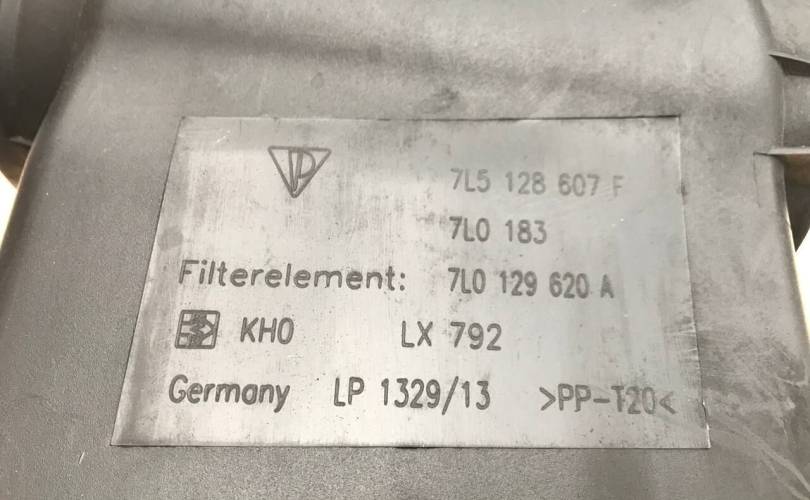 7L5 128 607 F
7L0 183
Filterelement: 7L0 129 620 A
KHO LX 792
Germany LP 1329/13 >PP-T20<